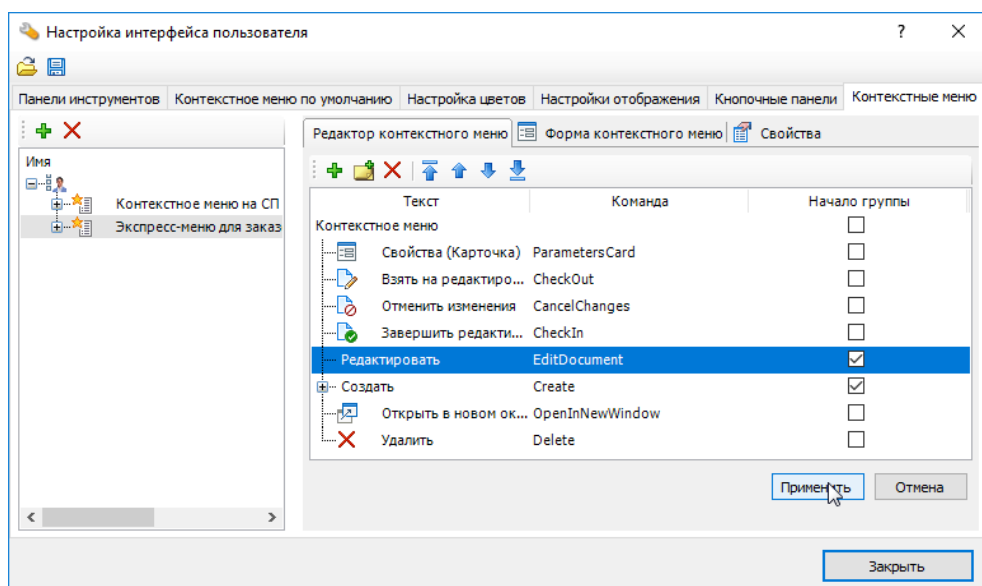 Настройка интерфейса пользователя ?
Панели инструментов Контекстное меню по умолчанию Настройка цветов Настройки отображения Кнопочные панели Контекстные меню
Редактор контекстного меню Форма контекстного меню Свойства
Имя
Контекстное меню на СП
Экспресс-меню для заказ
Текст Команда Начало группы
Контекстное меню
Свойства (Карточка) ParametersCard
Взять на редактиро... CheckOut
Отменить изменения CancelChanges
Завершить редакти... CheckIn
Редактировать EditDocument
Создать Create
Открыть в новом ок... OpenInNewWindow
Удалить Delete
Применить Отмена
Закрыть